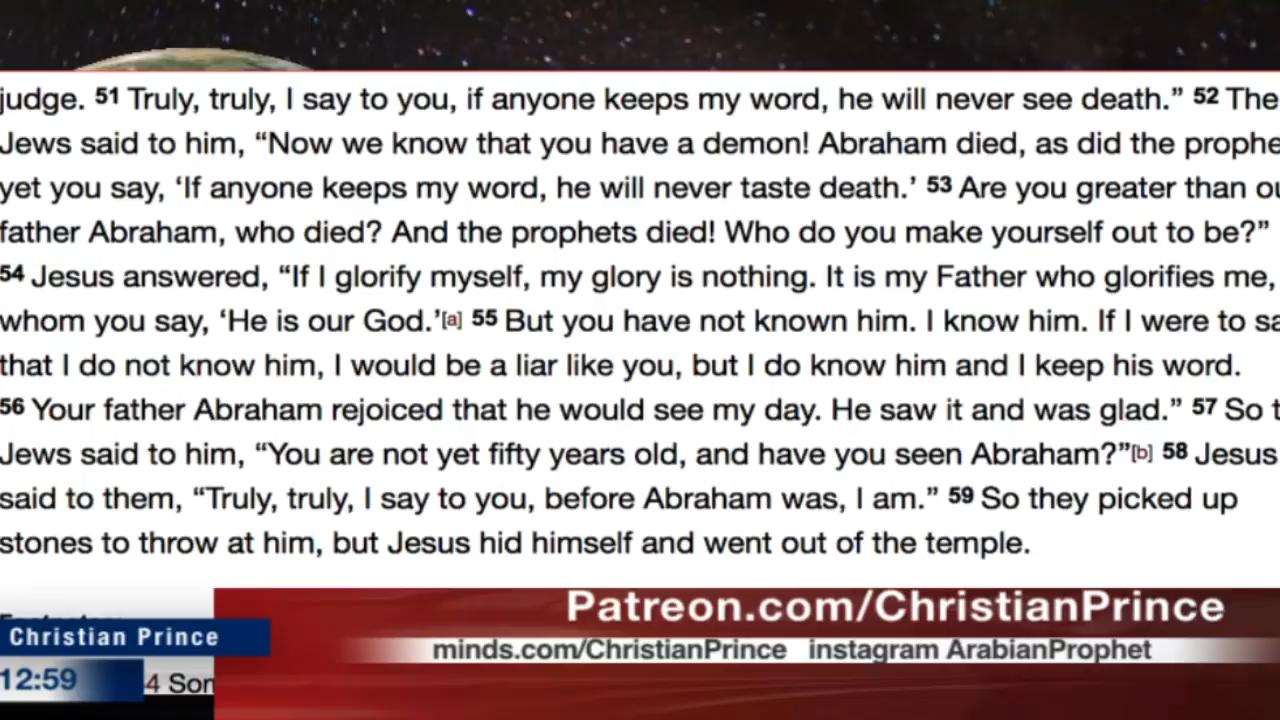 judge. 51 Truly, truly, I say to you, if anyone keeps my word, he will never see death.” 52 The
Jews said to him, “Now we know that you have a demon! Abraham died, as did the prophe
yet you say, ‘If anyone keeps my word, he will never taste death.’ 53 Are you greater than ou
father Abraham, who died? And the prophets died! Who do you make yourself out to be?”
54 Jesus answered, “If I glorify myself, my glory is nothing. It is my Father who glorifies me,
whom you say, ‘He is our God.’[a] 55 But you have not known him. I know him. If I were to sa
that I do not know him, I would be a liar like you, but I do know him and I keep his word.
56 Your father Abraham rejoiced that he would see my day. He saw it and was glad.” 57 So t
Jews said to him, “You are not yet fifty years old, and have you seen Abraham?”[b] 58 Jesus
said to them, “Truly, truly, I say to you, before Abraham was, I am.” 59 So they picked up
stones to throw at him, but Jesus hid himself and went out of the temple.
Patreon.com/ChristianPrince
Christian Prince
minds.com/ChristianPrince instagram ArabianProphet
12:59
4 Son